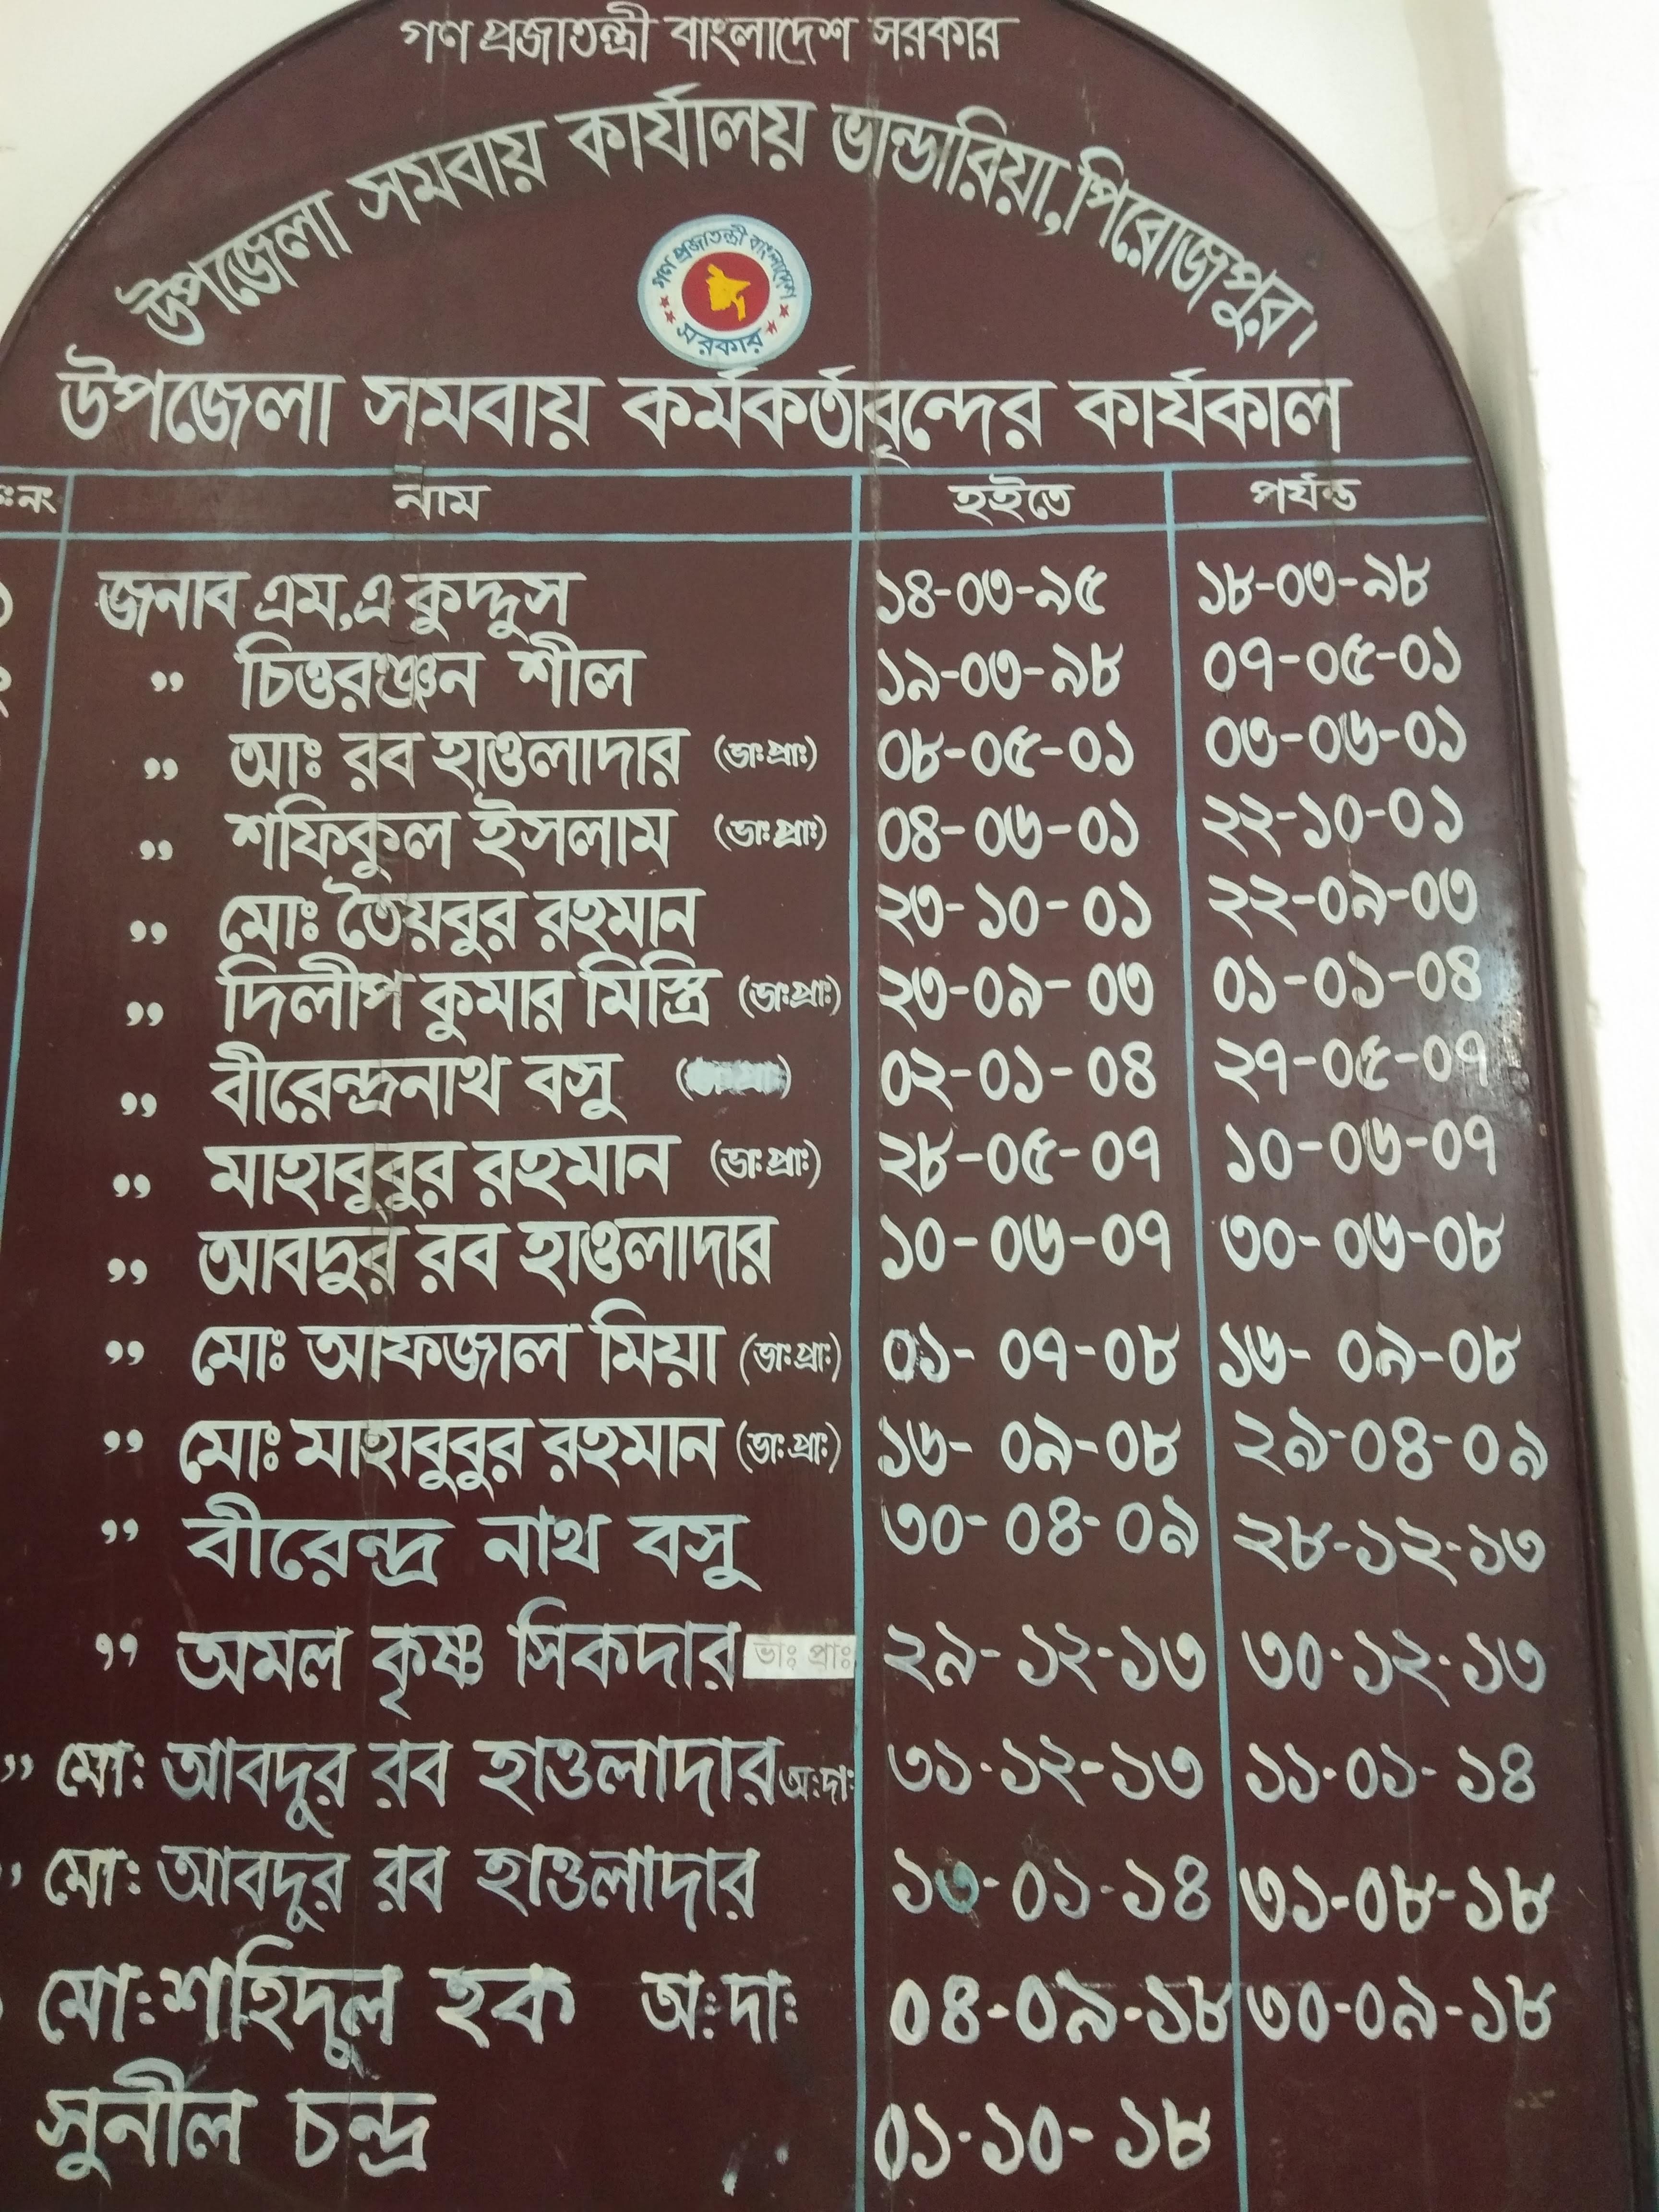 গণ প্রজাতন্ত্রী বাংলাদেশ সরকার
উপজেলা সমবায় কার্যালয় ভান্ডারিয়া,পিরোজপুর।
গণ প্রজাতন্ত্রী বাংলাদেশ
সরকার
উপজেলা সমবায় কর্মকর্তাবৃন্দের কার্যকাল
ঃনং নাম হইতে পর্যন্ত
১ জনাব এম.এ কুদ্দুস ১৪-০৩-৯৫ ১৮-০৩-৯৮
২ ,, চিত্তরঞ্জন শীল ১৯-০৩-৯৮ ০৭-০৫-০১
,, আঃ রব হাওলাদার (ভাঃপ্রাঃ) ০৮-০৫-০১ ০৩-০৬-০১
,, শফিকুল ইসলাম (ভাঃপ্রাঃ) ০৪-০৬-০১ ২২-১০-০১
,, মোঃ তৈয়বুর রহমান ২৩-১০-০১ ২২-০৯-০৩
,, দিলীপ কুমার মিস্ত্রি (ভাঃপ্রাঃ) ২৩-০৯-০৩ ০১-০১-০৪
,, বীরেন্দ্রনাথ বসু ০২-০১-০৪ ২৭-০৫-০৭
,, মাহাবুবুর রহমান (ভাঃপ্রাঃ) ২৮-০৫-০৭ ১০-০৬-০৭
,, আবদুর রব হাওলাদার ১০-০৬-০৭ ৩০-০৬-০৮
,, মোঃ আফজাল মিয়া (ভাঃপ্রাঃ) ০১-০৭-০৮ ১৬-০৯-০৮
,, মোঃ মাহাবুবুর রহমান (ভাঃপ্রাঃ) ১৬-০৯-০৮ ২৯-০৪-০৯
,, বীরেন্দ্র নাথ বসু ৩০-০৪-০৯ ২৮-১২-১৩
,, অমল কৃষ্ণ সিকদার ভাঃ প্রাঃ ২৯-১২-১৩ ৩০-১২-১৩
,, মো: আবদুর রব হাওলাদার অ:দা: ৩১-১২-১৩ ১১-০১-১৪
,, মো: আবদুর রব হাওলাদার ১৩-০১-১৪ ৩১-০৮-১৮
মো:শহিদুল হক অ:দা: ০৪-০৯-১৮ ৩০-০৯-১৮
সুনীল চন্দ্র ০১-১০-১৮